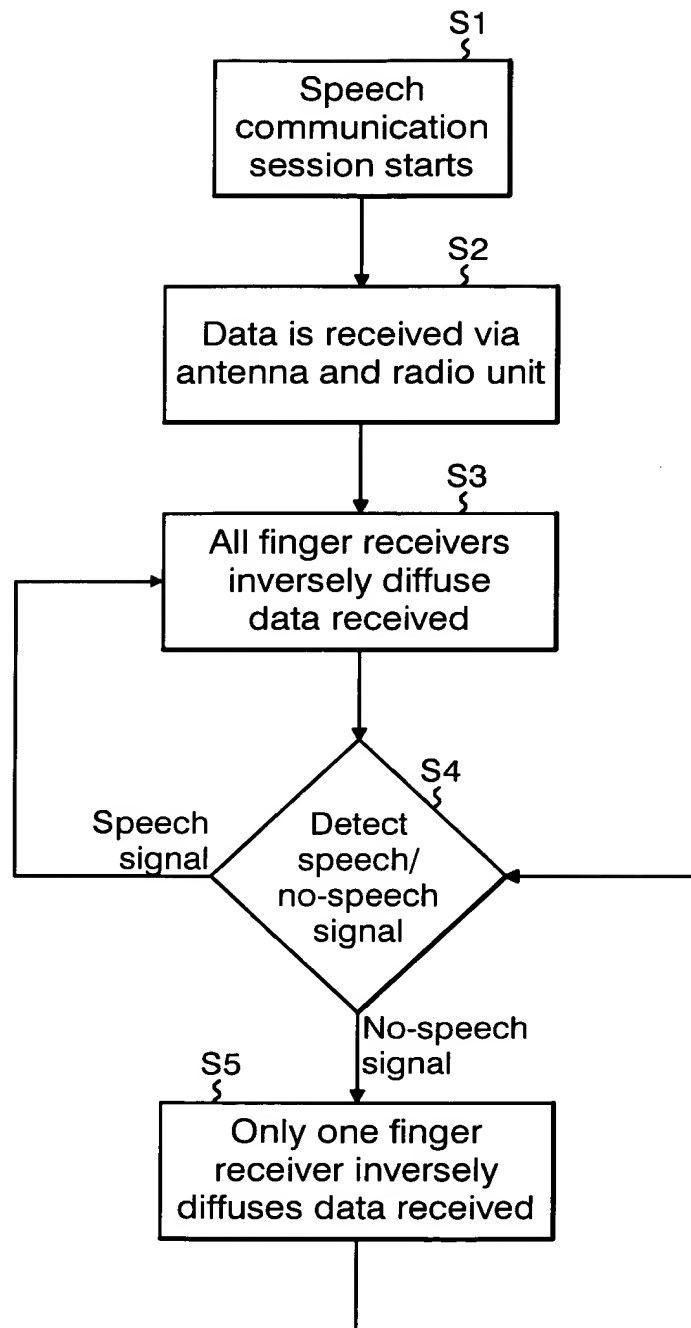 S1
Speech
communication
session starts
S2
Data is received via
antenna and radio unit
S3
All finger receivers
inversely diffuse
data received
S4
Speech
signal
Detect
speech/
no-speech
signal
No-speech
signal
S5
Only one finger
receiver inversely
diffuses data received